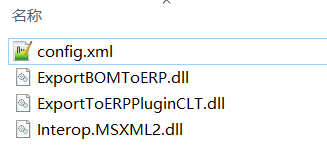 名称
config.xml
ExportBOMToERP.dll
ExportToERPPluginCLT.dll
Interop.MSXML2.dll